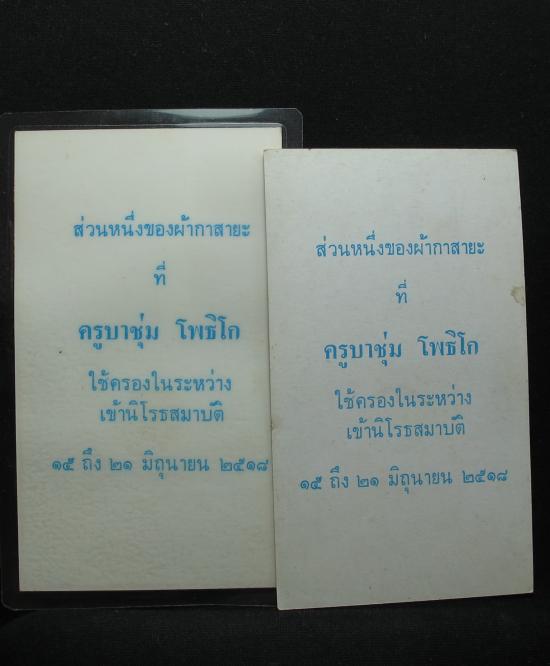 ส่วนหนึ่งของผ้ากาสายะ
ที่
ครูบาชุ่ม โพธิโก
ใช้ครองในระหว่าง
เข้านิโรธสมาบัติ
๑๕ ถึง ๒๑ มิถุนายน ๒๕๑๘
ส่วนหนึ่งของผ้ากาสายะ
ที่
ครูบาชุ่ม โพธิโก
ใช้ครองในระหว่าง
เข้านิโรธสมาบัติ
๑๕ ถึง ๒๑ มิถุนายน ๒๕๑๘